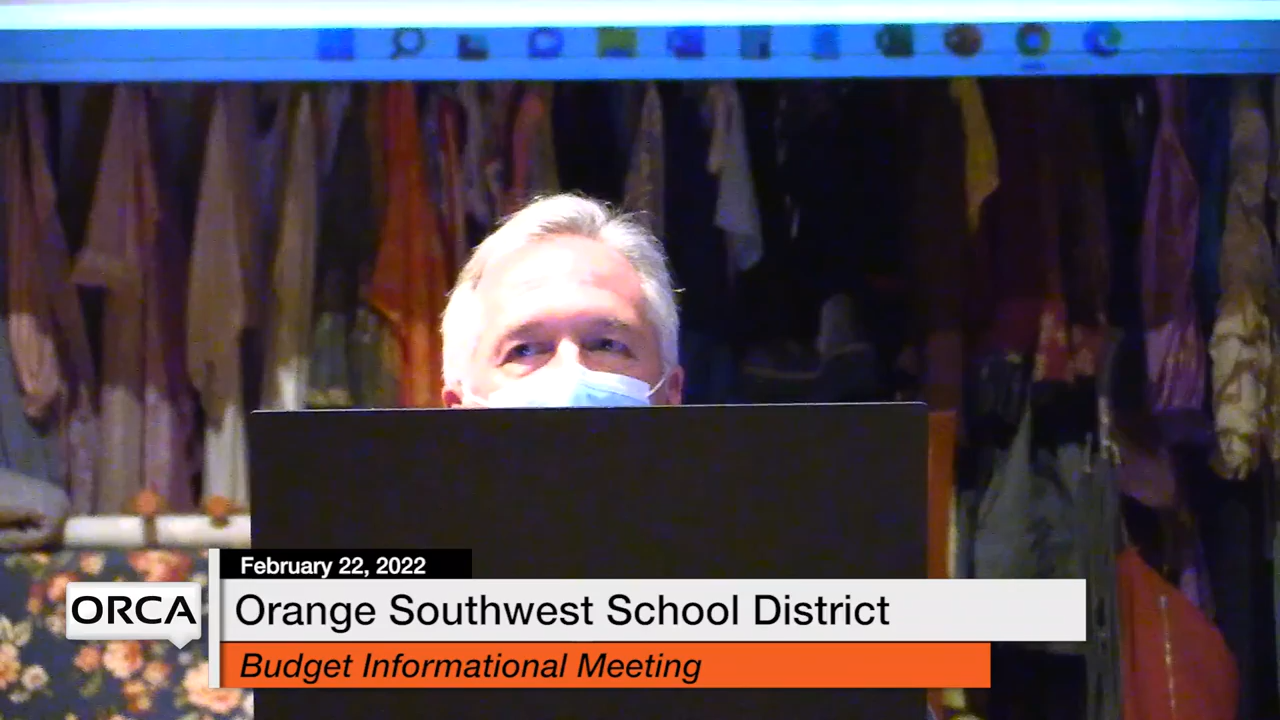 February 22, 2022
ORCA
Orange Southwest School District
Budget Informational Meeting